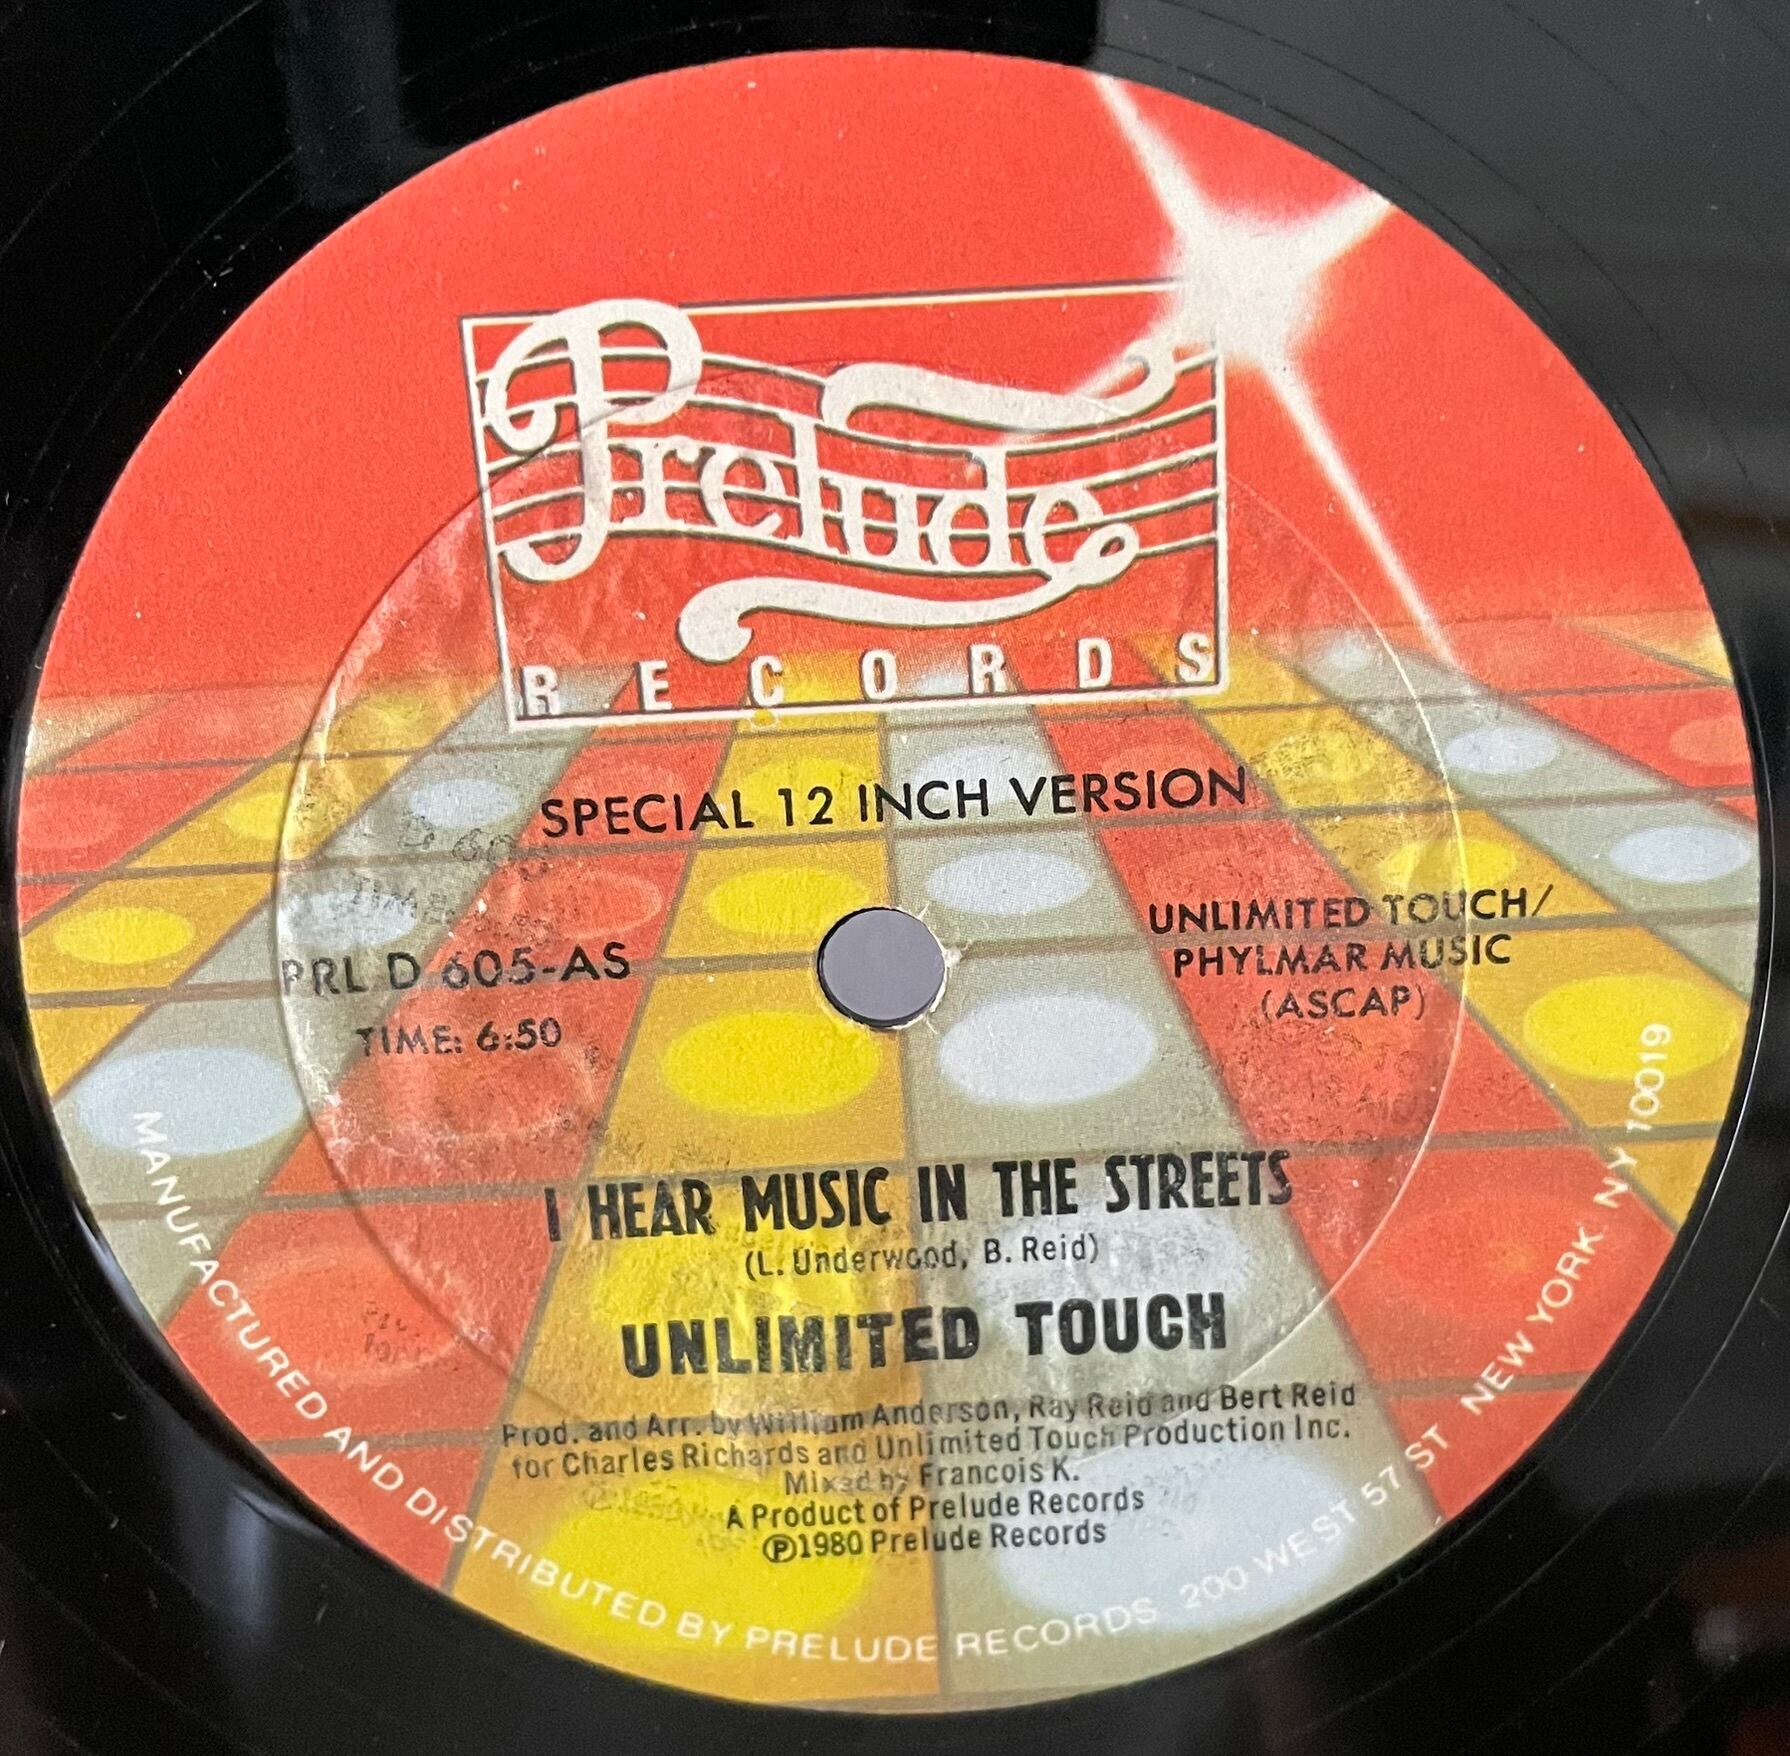 Prelude
RECORDS
SPECIAL 12 INCH VERSION
PRL D 605-AS
TIME: 6:50
UNLIMITED TOUCH/
PHYLMAR MUSIC
(ASCAP)
I HEAR MUSIC IN THE STREETS
(L. Underwood, B. Reid)
UNLIMITED TOUCH
Prod. and Arr. by William Anderson, Ray Reid and Bert Reid
for Charles Richards and Unlimited Touch Production Inc.
Mixed by Francois K.
A Product of Prelude Records
Ⓟ1980 Prelude Records
MANUFACTURED AND DISTRIBUTED BY PRELUDE RECORDS 200 WEST 57 ST NEW YORK NY 10019